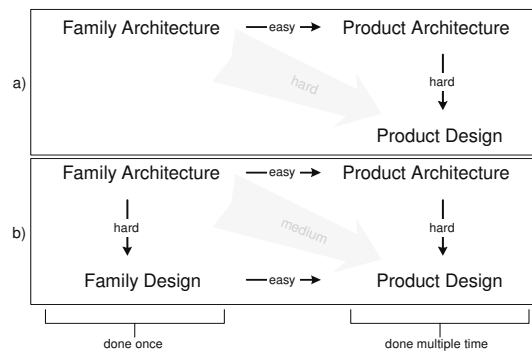 Family Architecture easy Product Architecture
a) hard hard
Product Design
Family Architecture easy Product Architecture
b) hard medium hard
Family Design easy Product Design
done once done multiple time